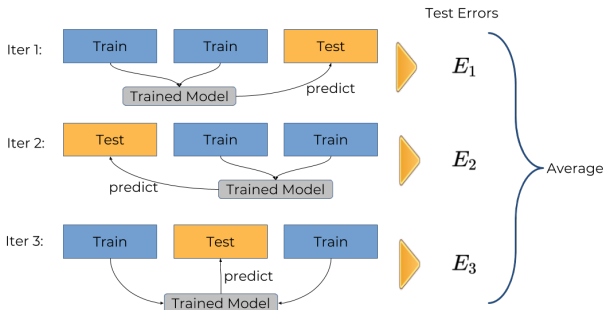 Test Errors
Iter 1:
Train
Train
Test
E1
Trained Model
predict
Iter 2:
Test
Train
Train
E2
Average
predict
Trained Model
Iter 3:
Train
Test
Train
E3
predict
Trained Model